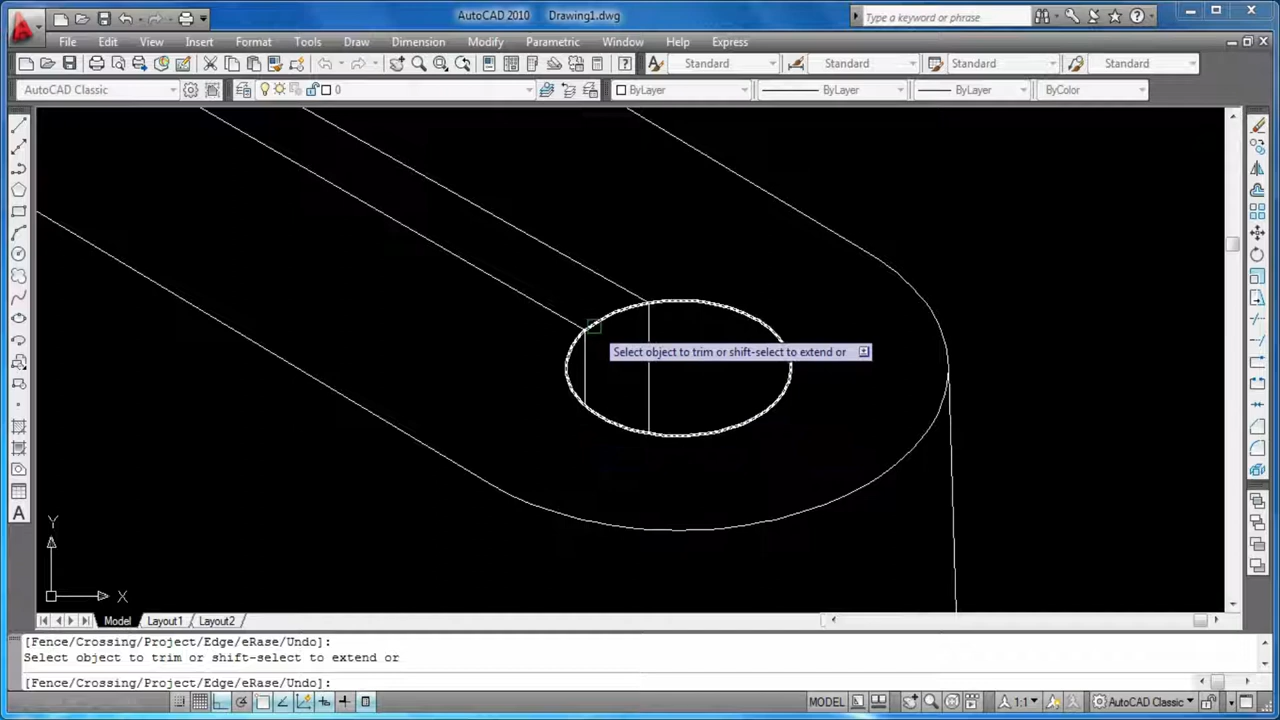 AutoCAD 2010 Drawing1.dwg
Type a keyword or phrase
File Edit View Insert Format Tools Draw Dimension Modify Parametric Window Help Express
Standard Standard Standard Standard
AutoCAD Classic 0 ByLayer ByLayer ByLayer ByColor
Select object to trim or shift-select to extend or
A
Y
X
Model Layout1 Layout2
[Fence/Crossing/Project/Edge/eRase/Undo]:
Select object to trim or shift-select to extend or
[Fence/Crossing/Project/Edge/eRase/Undo]:
MODEL 1:1 AutoCAD Classic